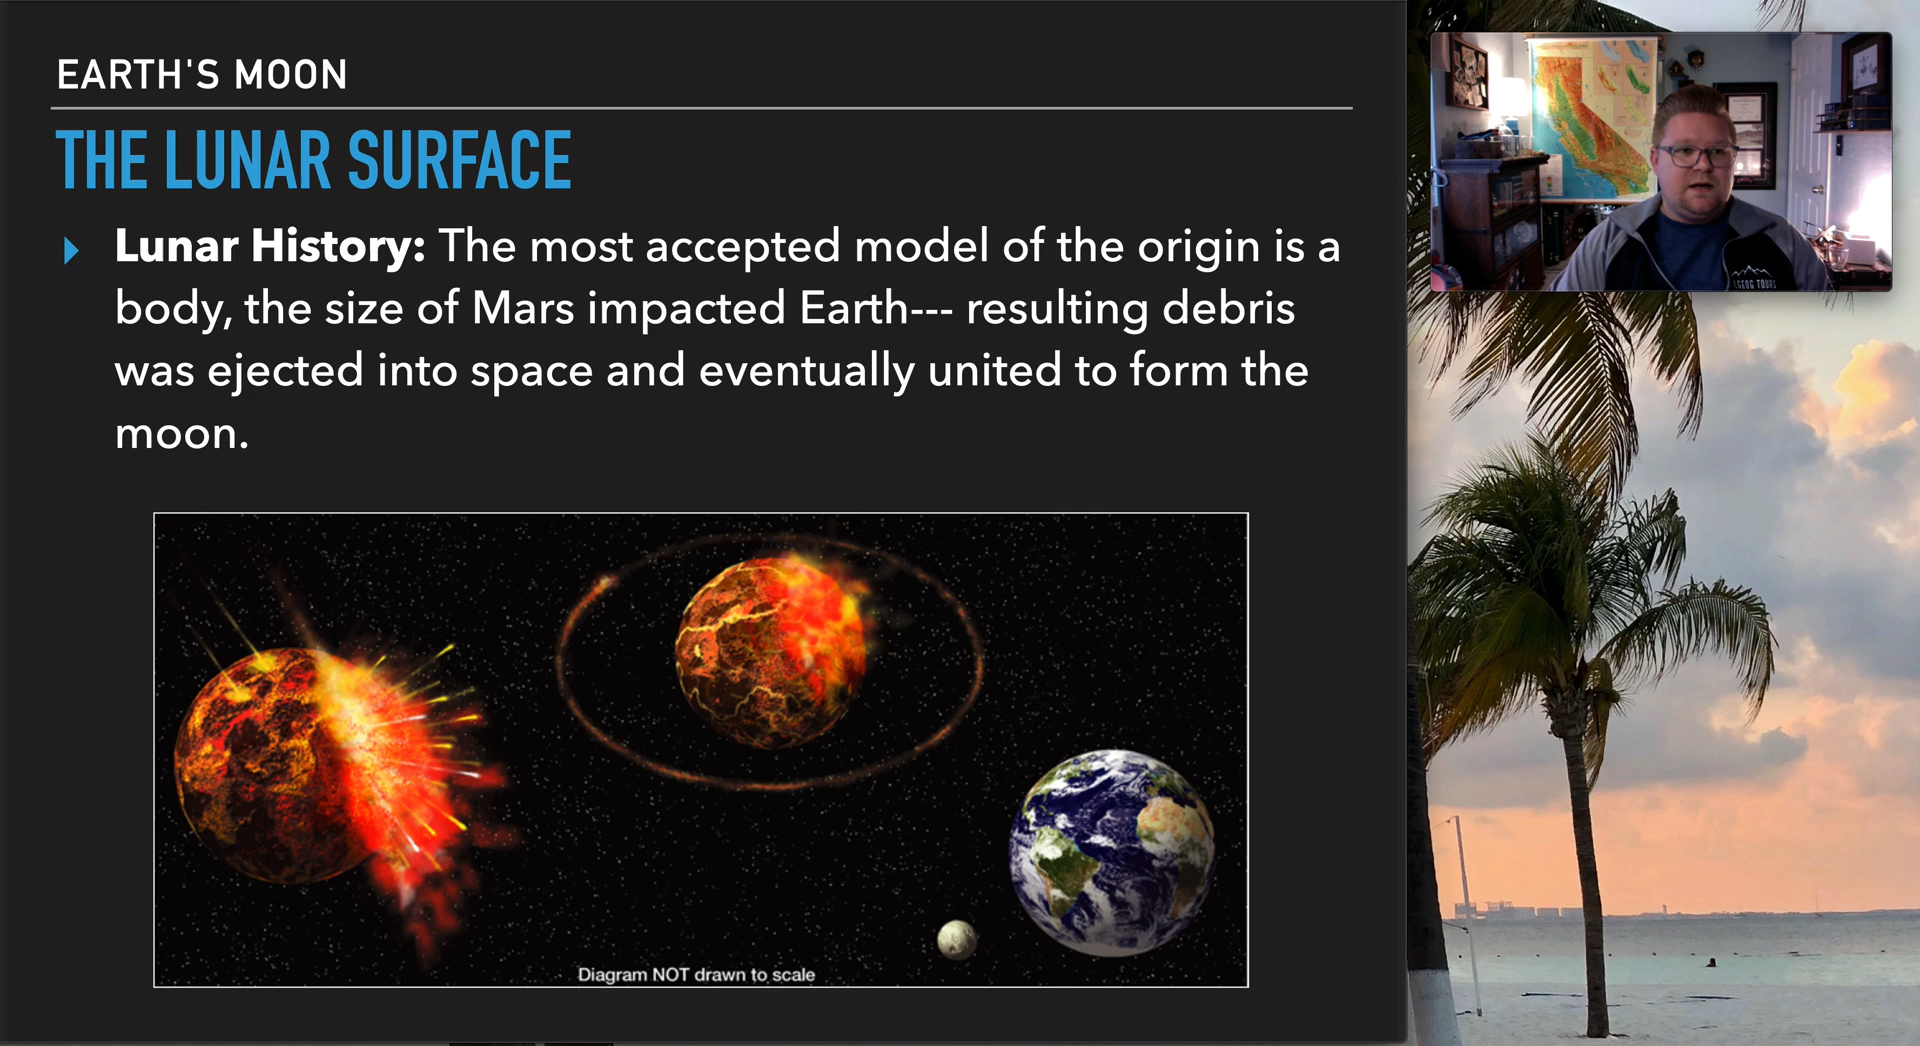 EARTH'S MOON
THE LUNAR SURFACE
Lunar History: The most accepted model of the origin is a
body, the size of Mars impacted Earth--- resulting debris
was ejected into space and eventually united to form the
moon.
Diagram NOT drawn to scale